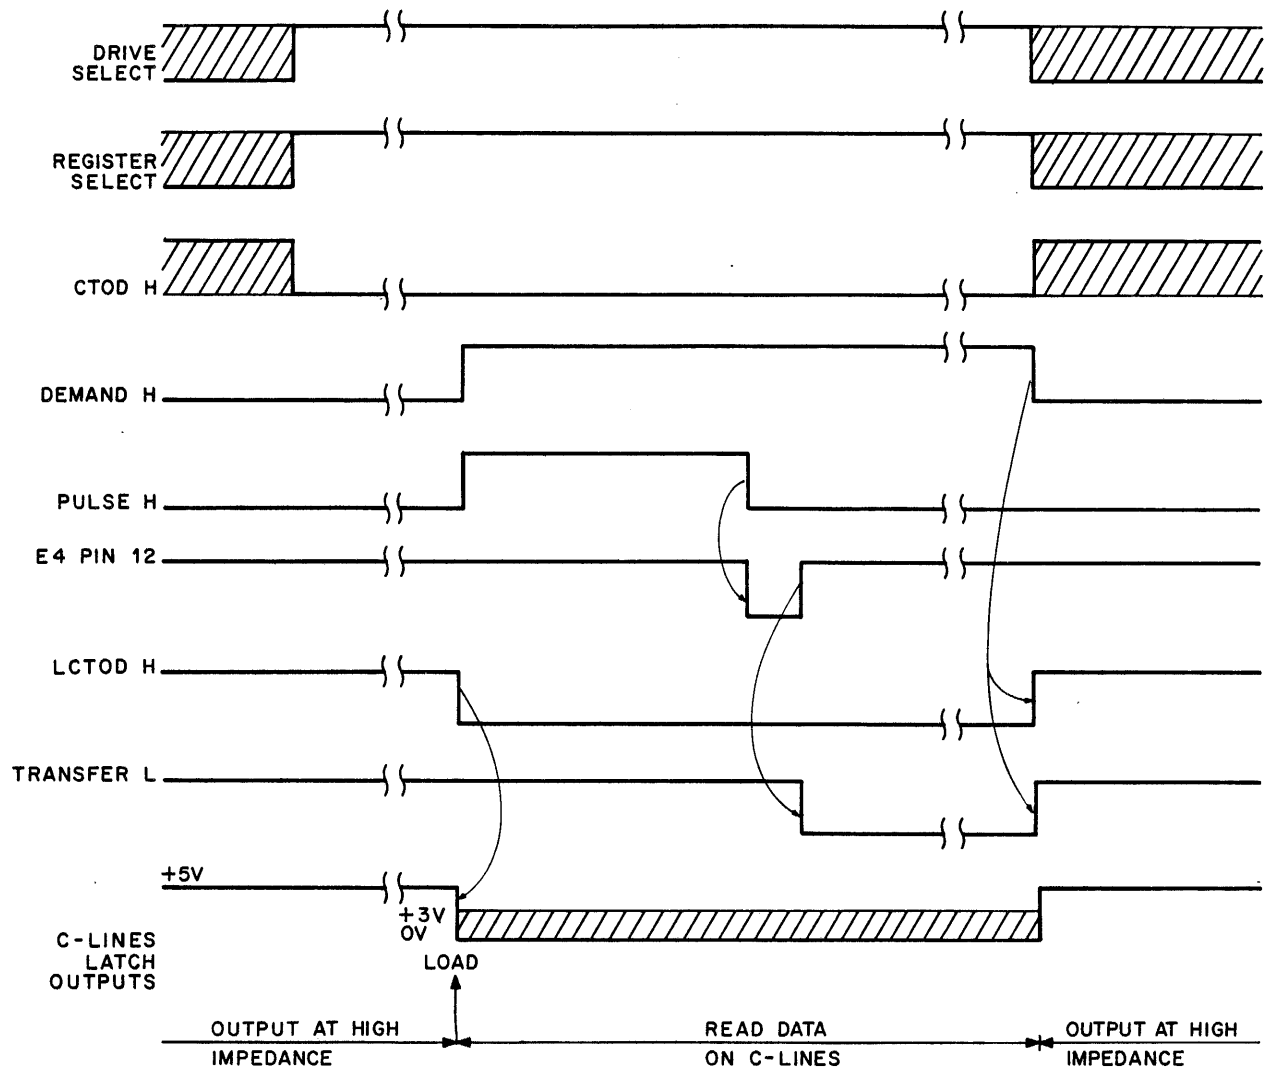 DRIVE
SELECT
REGISTER
SELECT
CTOD H
DEMAND H
PULSE H
E4 PIN 12
LCTOD H
TRANSFER L
+5V
+3V
0V
C-LINES
LATCH
OUTPUTS
LOAD
OUTPUT AT HIGH
IMPEDANCE
READ DATA
ON C-LINES
OUTPUT AT HIGH
IMPEDANCE